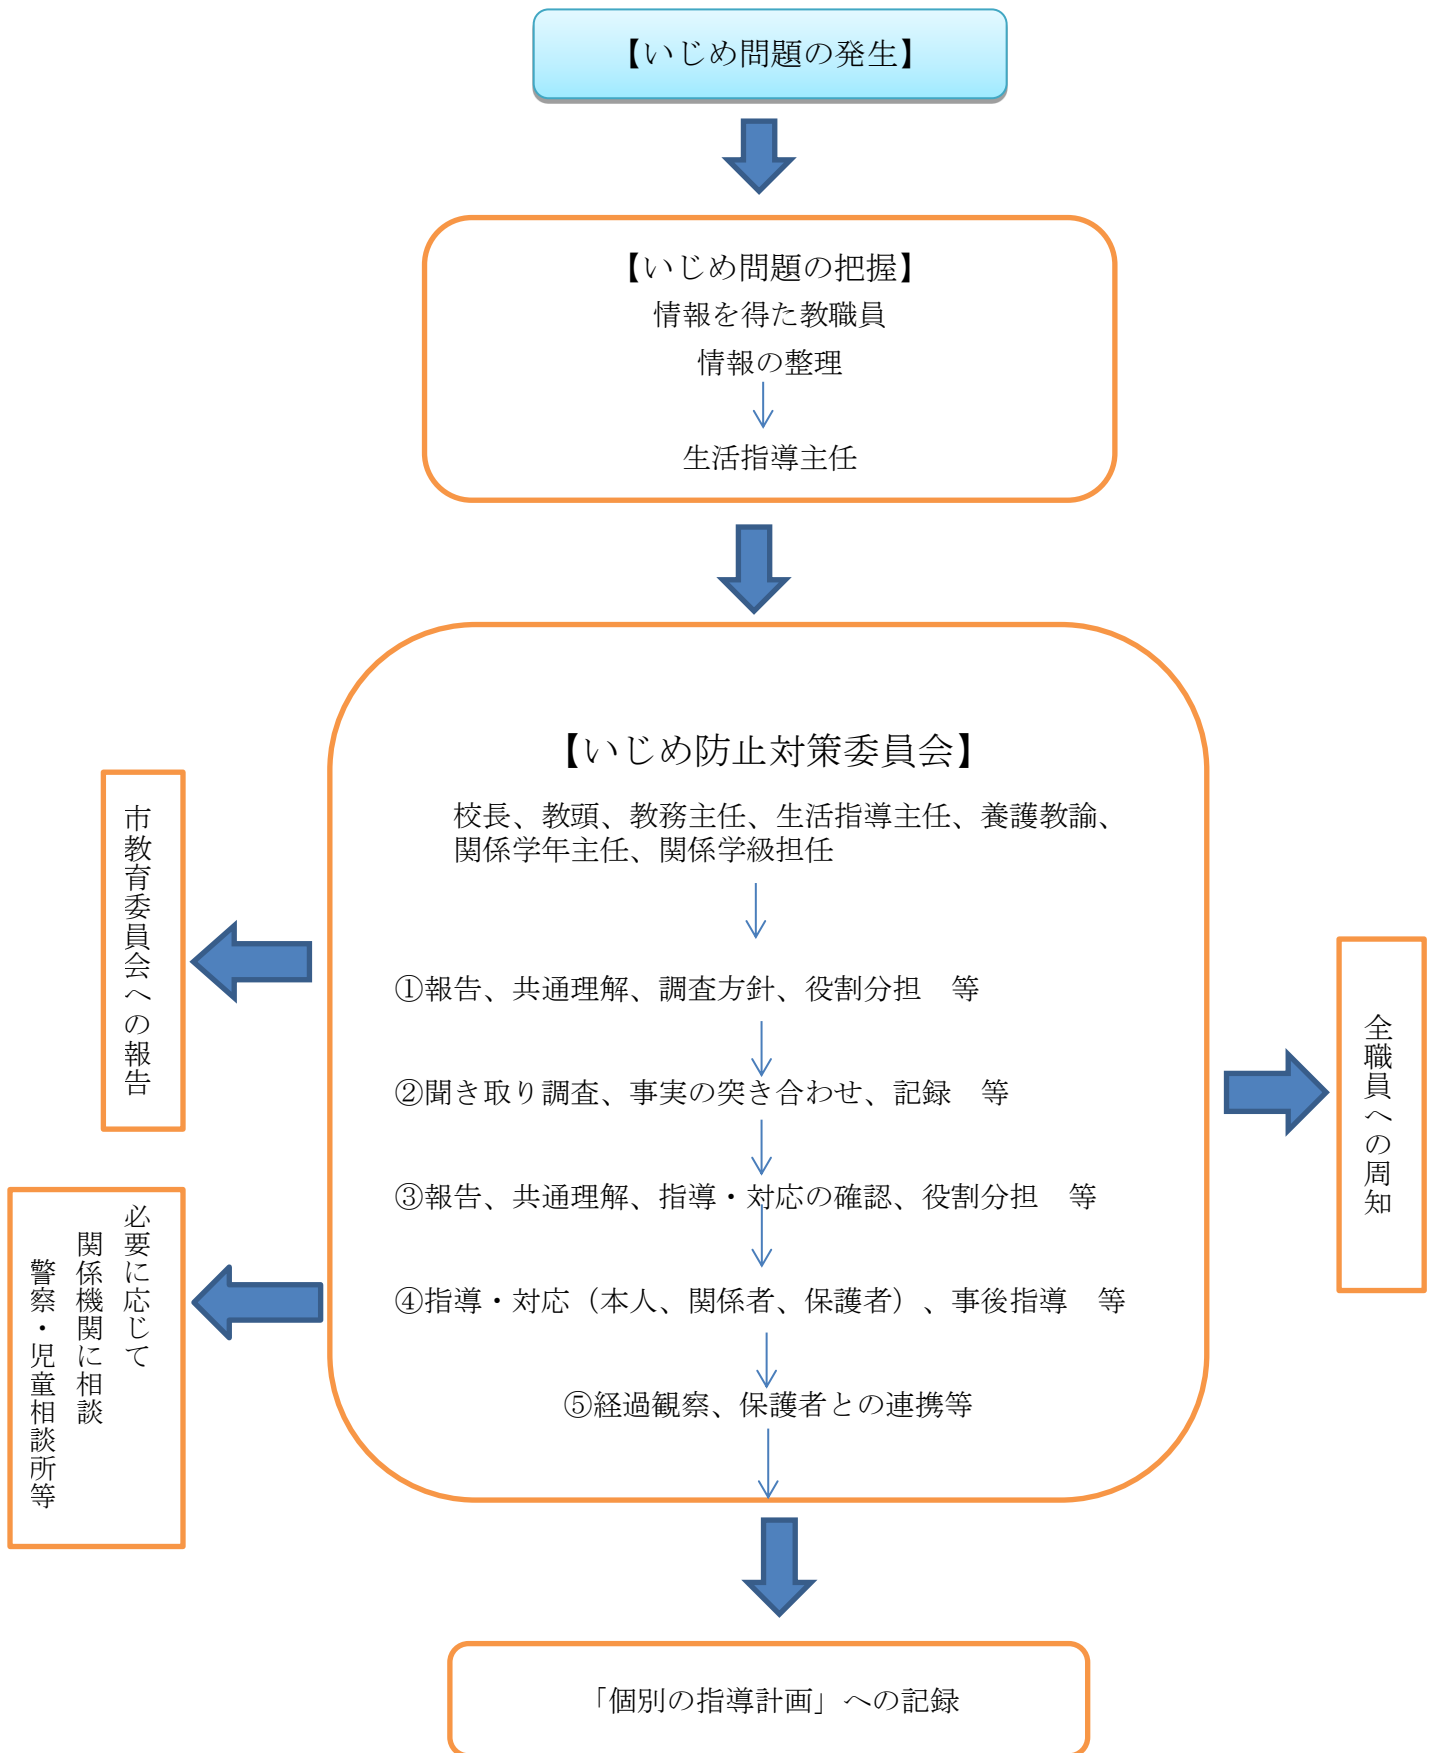 【いじめ問題の発生】
【いじめ問題の把握】
情報を得た教職員
情報の整理
生活指導主任
【いじめ防止対策委員会】
校長、教頭、教務主任、生活指導主任、養護教諭、
関係学年主任、関係学級担任
①報告、共通理解、調査方針、役割分担　等
②聞き取り調査、事実の突き合わせ、記録　等
③報告、共通理解、指導・対応の確認、役割分担　等
④指導・対応（本人、関係者、保護者）、事後指導　等
⑤経過観察、保護者との連携等
市教育委員会への報告
必要に応じて
関係機関に相談
警察・児童相談所等
全職員への周知
「個別の指導計画」への記録